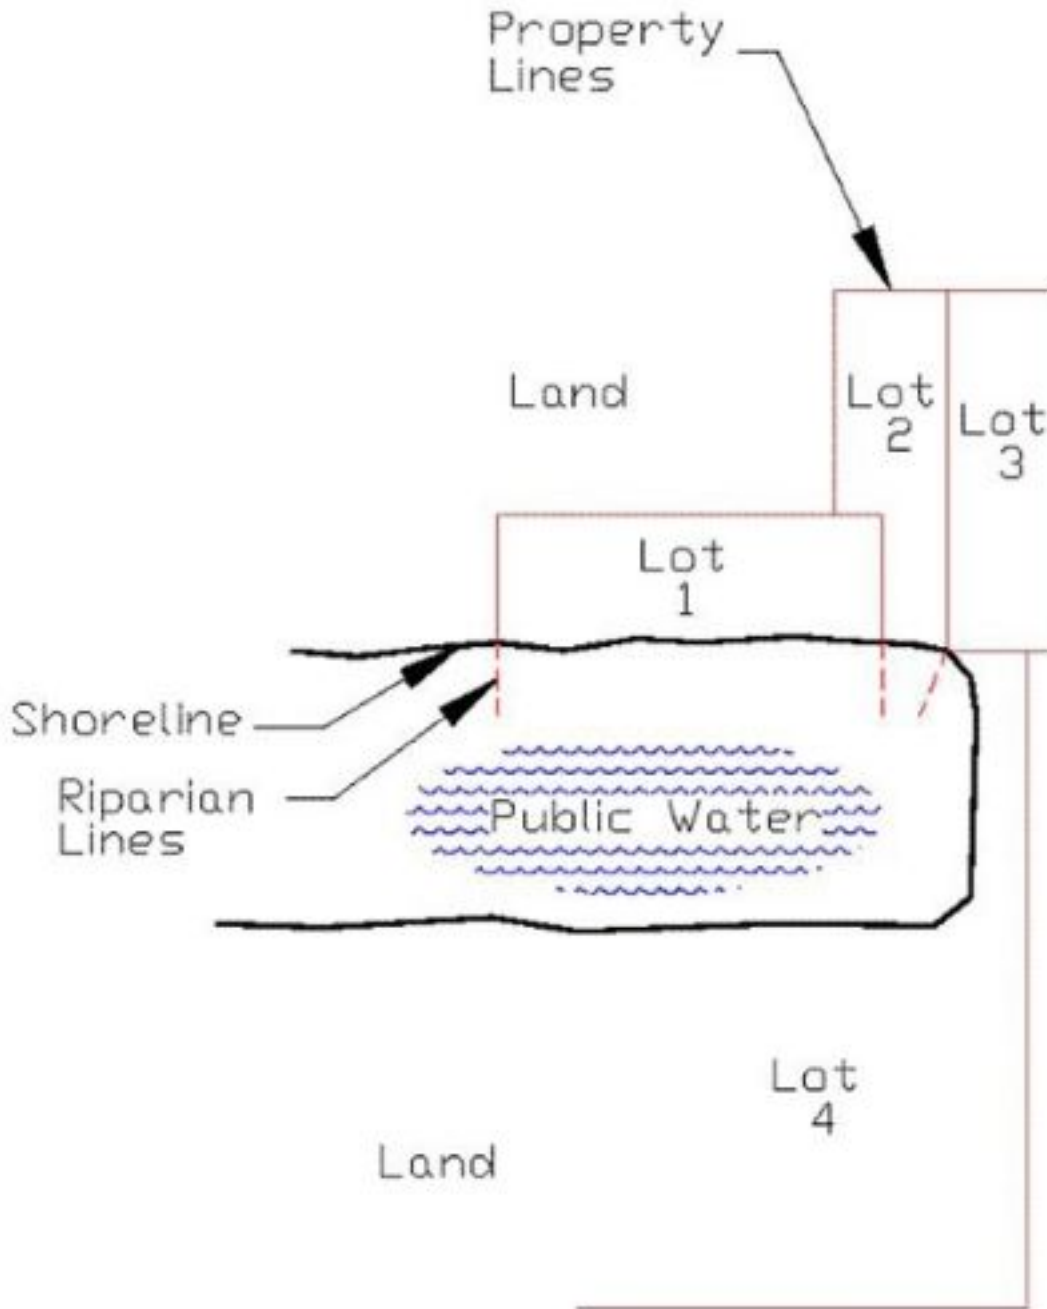 Property
Lines
Land
Lot
2
Lot
3
Lot
1
Shoreline
Riparian
Lines
Public Water
Lot
4
Land